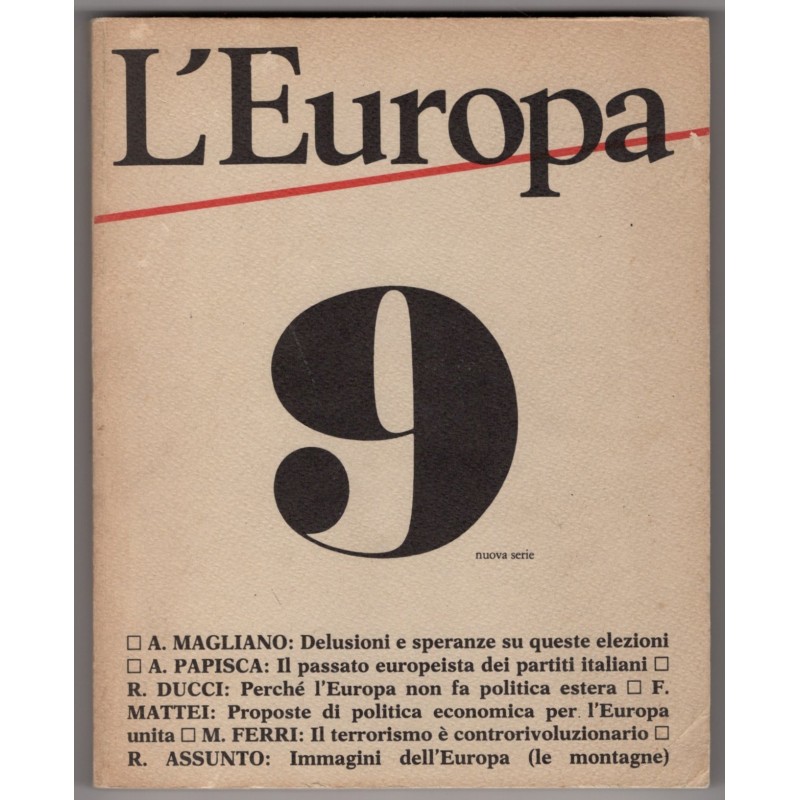 L'Europa
9
nuova serie
□ A. MAGLIANO: Delusioni e speranze su queste elezioni
□ A. PAPISCA: Il passato europeista dei partiti italiani □
R. DUCCI: Perché l'Europa non fa politica estera □ F.
MATTEI: Proposte di politica economica per l'Europa
unita □ M. FERRI: Il terrorismo è controrivoluzionario □
R. ASSUNTO: Immagini dell'Europa (le montagne)